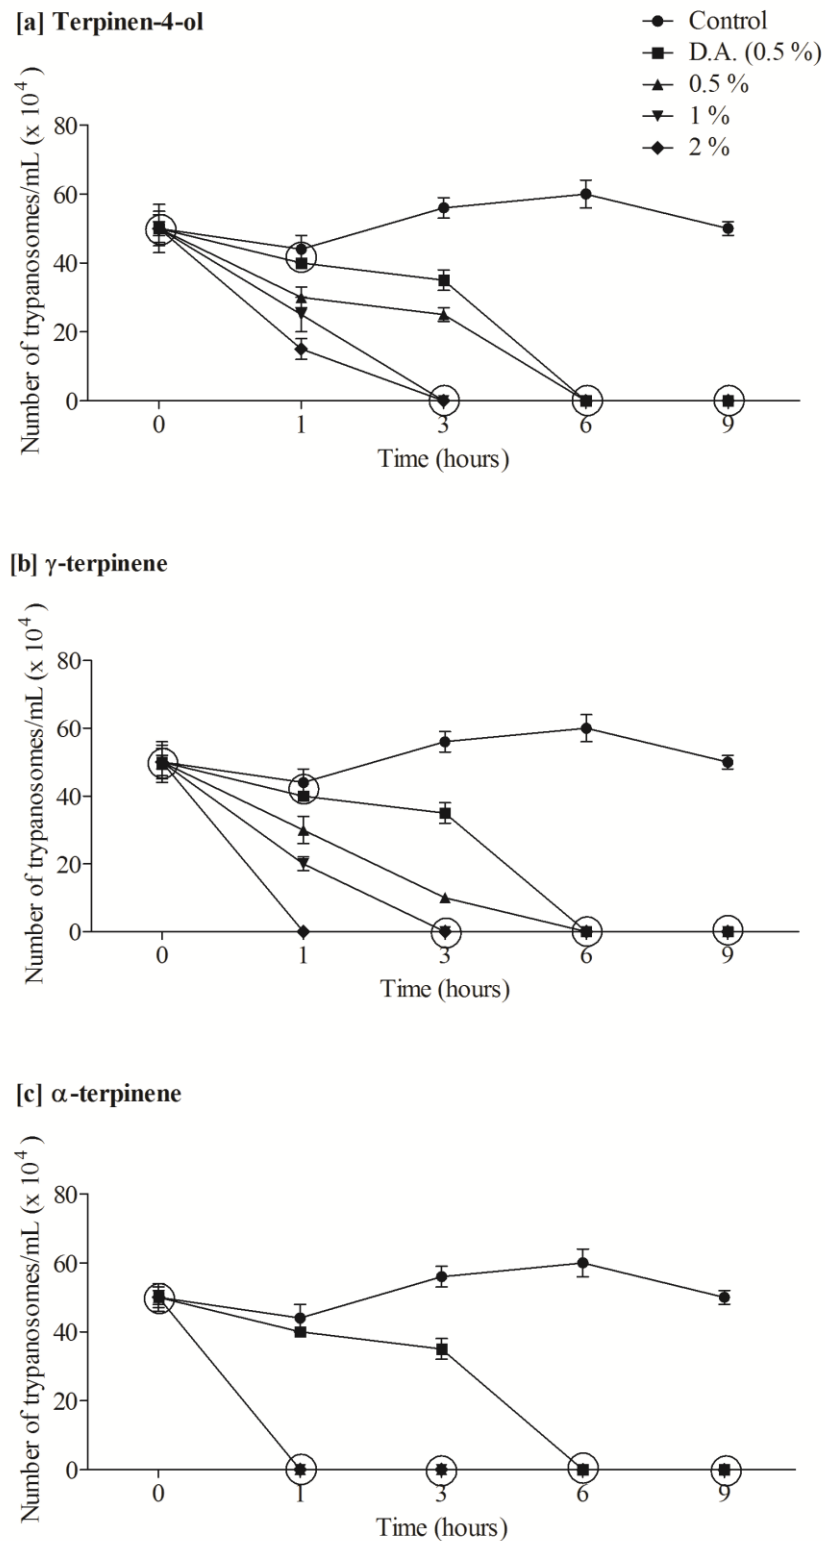 [a] Terpinen-4-ol
Control
D.A. (0.5 %)
0.5 %
1 %
2 %
Number of trypanosomes/mL (x 10⁴)
80
60
40
20
0
0 1 3 6 9
Time (hours)
[b] γ-terpinene
Number of trypanosomes/mL (x 10⁴)
80
60
40
20
0
0 1 3 6 9
Time (hours)
[c] α-terpinene
Number of trypanosomes/mL (x 10⁴)
80
60
40
20
0
0 1 3 6 9
Time (hours)